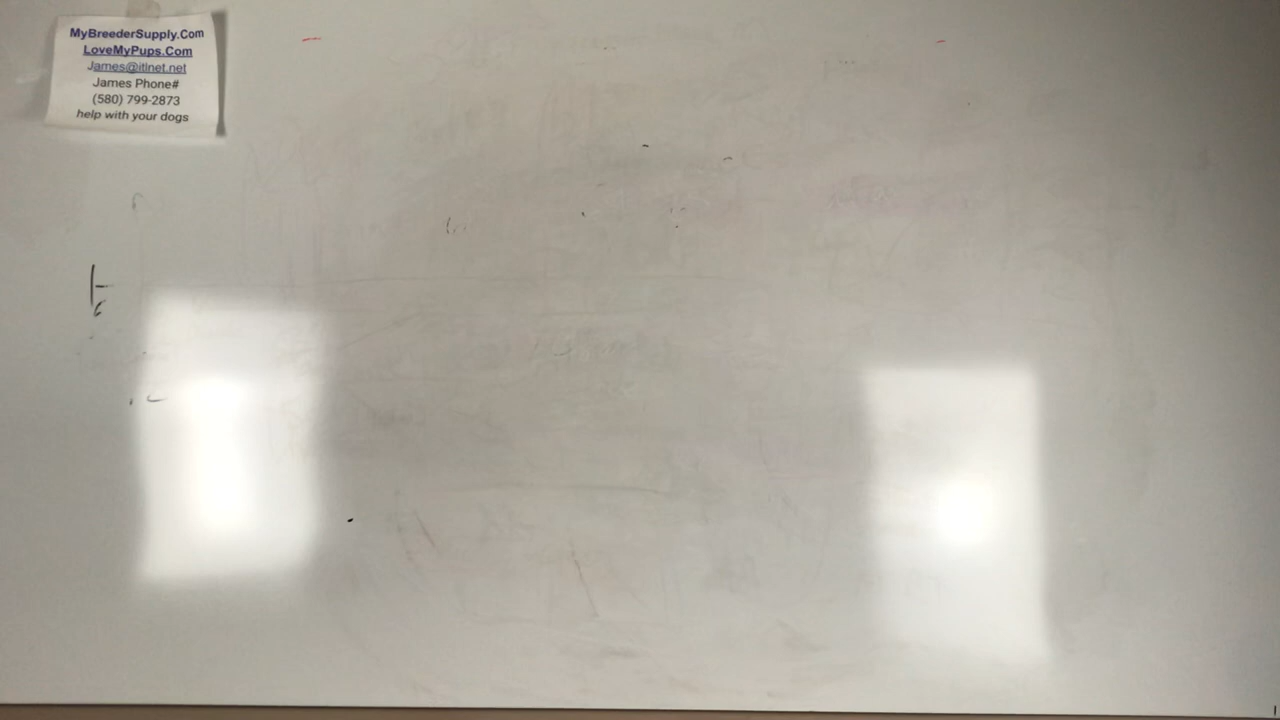 MyBreederSupply.Com
LoveMyPups.Com
James@itlnet.net
James Phone#
(580) 799-2873
help with your dogs